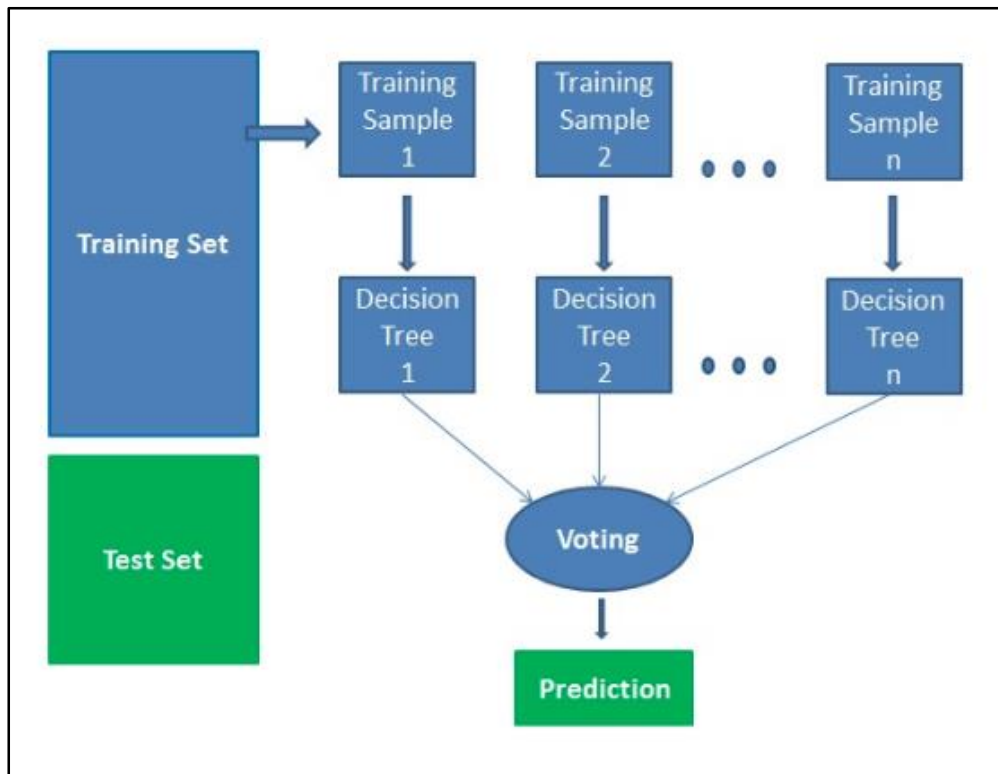 Training Set
Test Set
Training
Sample
1
Training
Sample
2
Training
Sample
n
Decision
Tree
1
Decision
Tree
2
Decision
Tree
n
Voting
Prediction